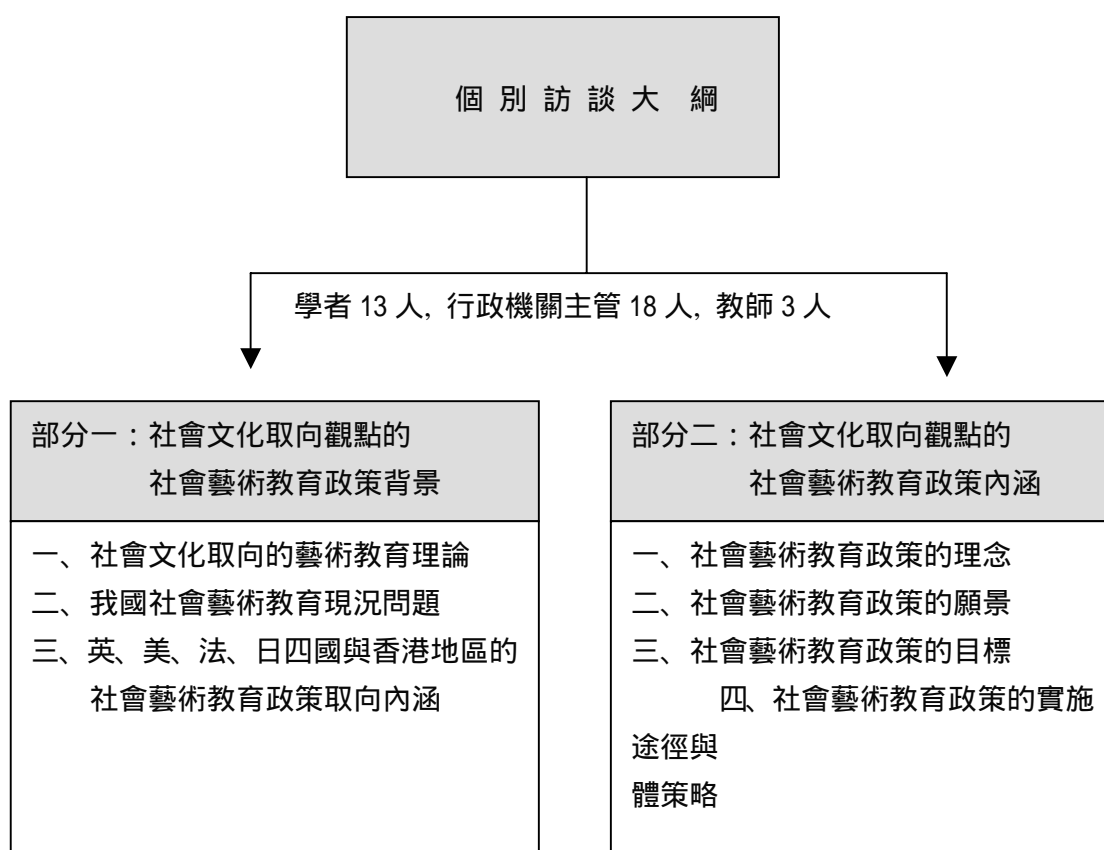 個別訪談大 綱
學者 13 人, 行政機關主管 18 人, 教師 3 人
部分一：社會文化取向觀點的
社會藝術教育政策背景
一、社會文化取向的藝術教育理論
二、我國社會藝術教育現況問題
三、英、美、法、日四國與香港地區的
社會藝術教育政策取向內涵
部分二：社會文化取向觀點的
社會藝術教育政策內涵
一、社會藝術教育政策的理念
二、社會藝術教育政策的願景
三、社會藝術教育政策的目標
四、社會藝術教育政策的實施
途徑與
體策略